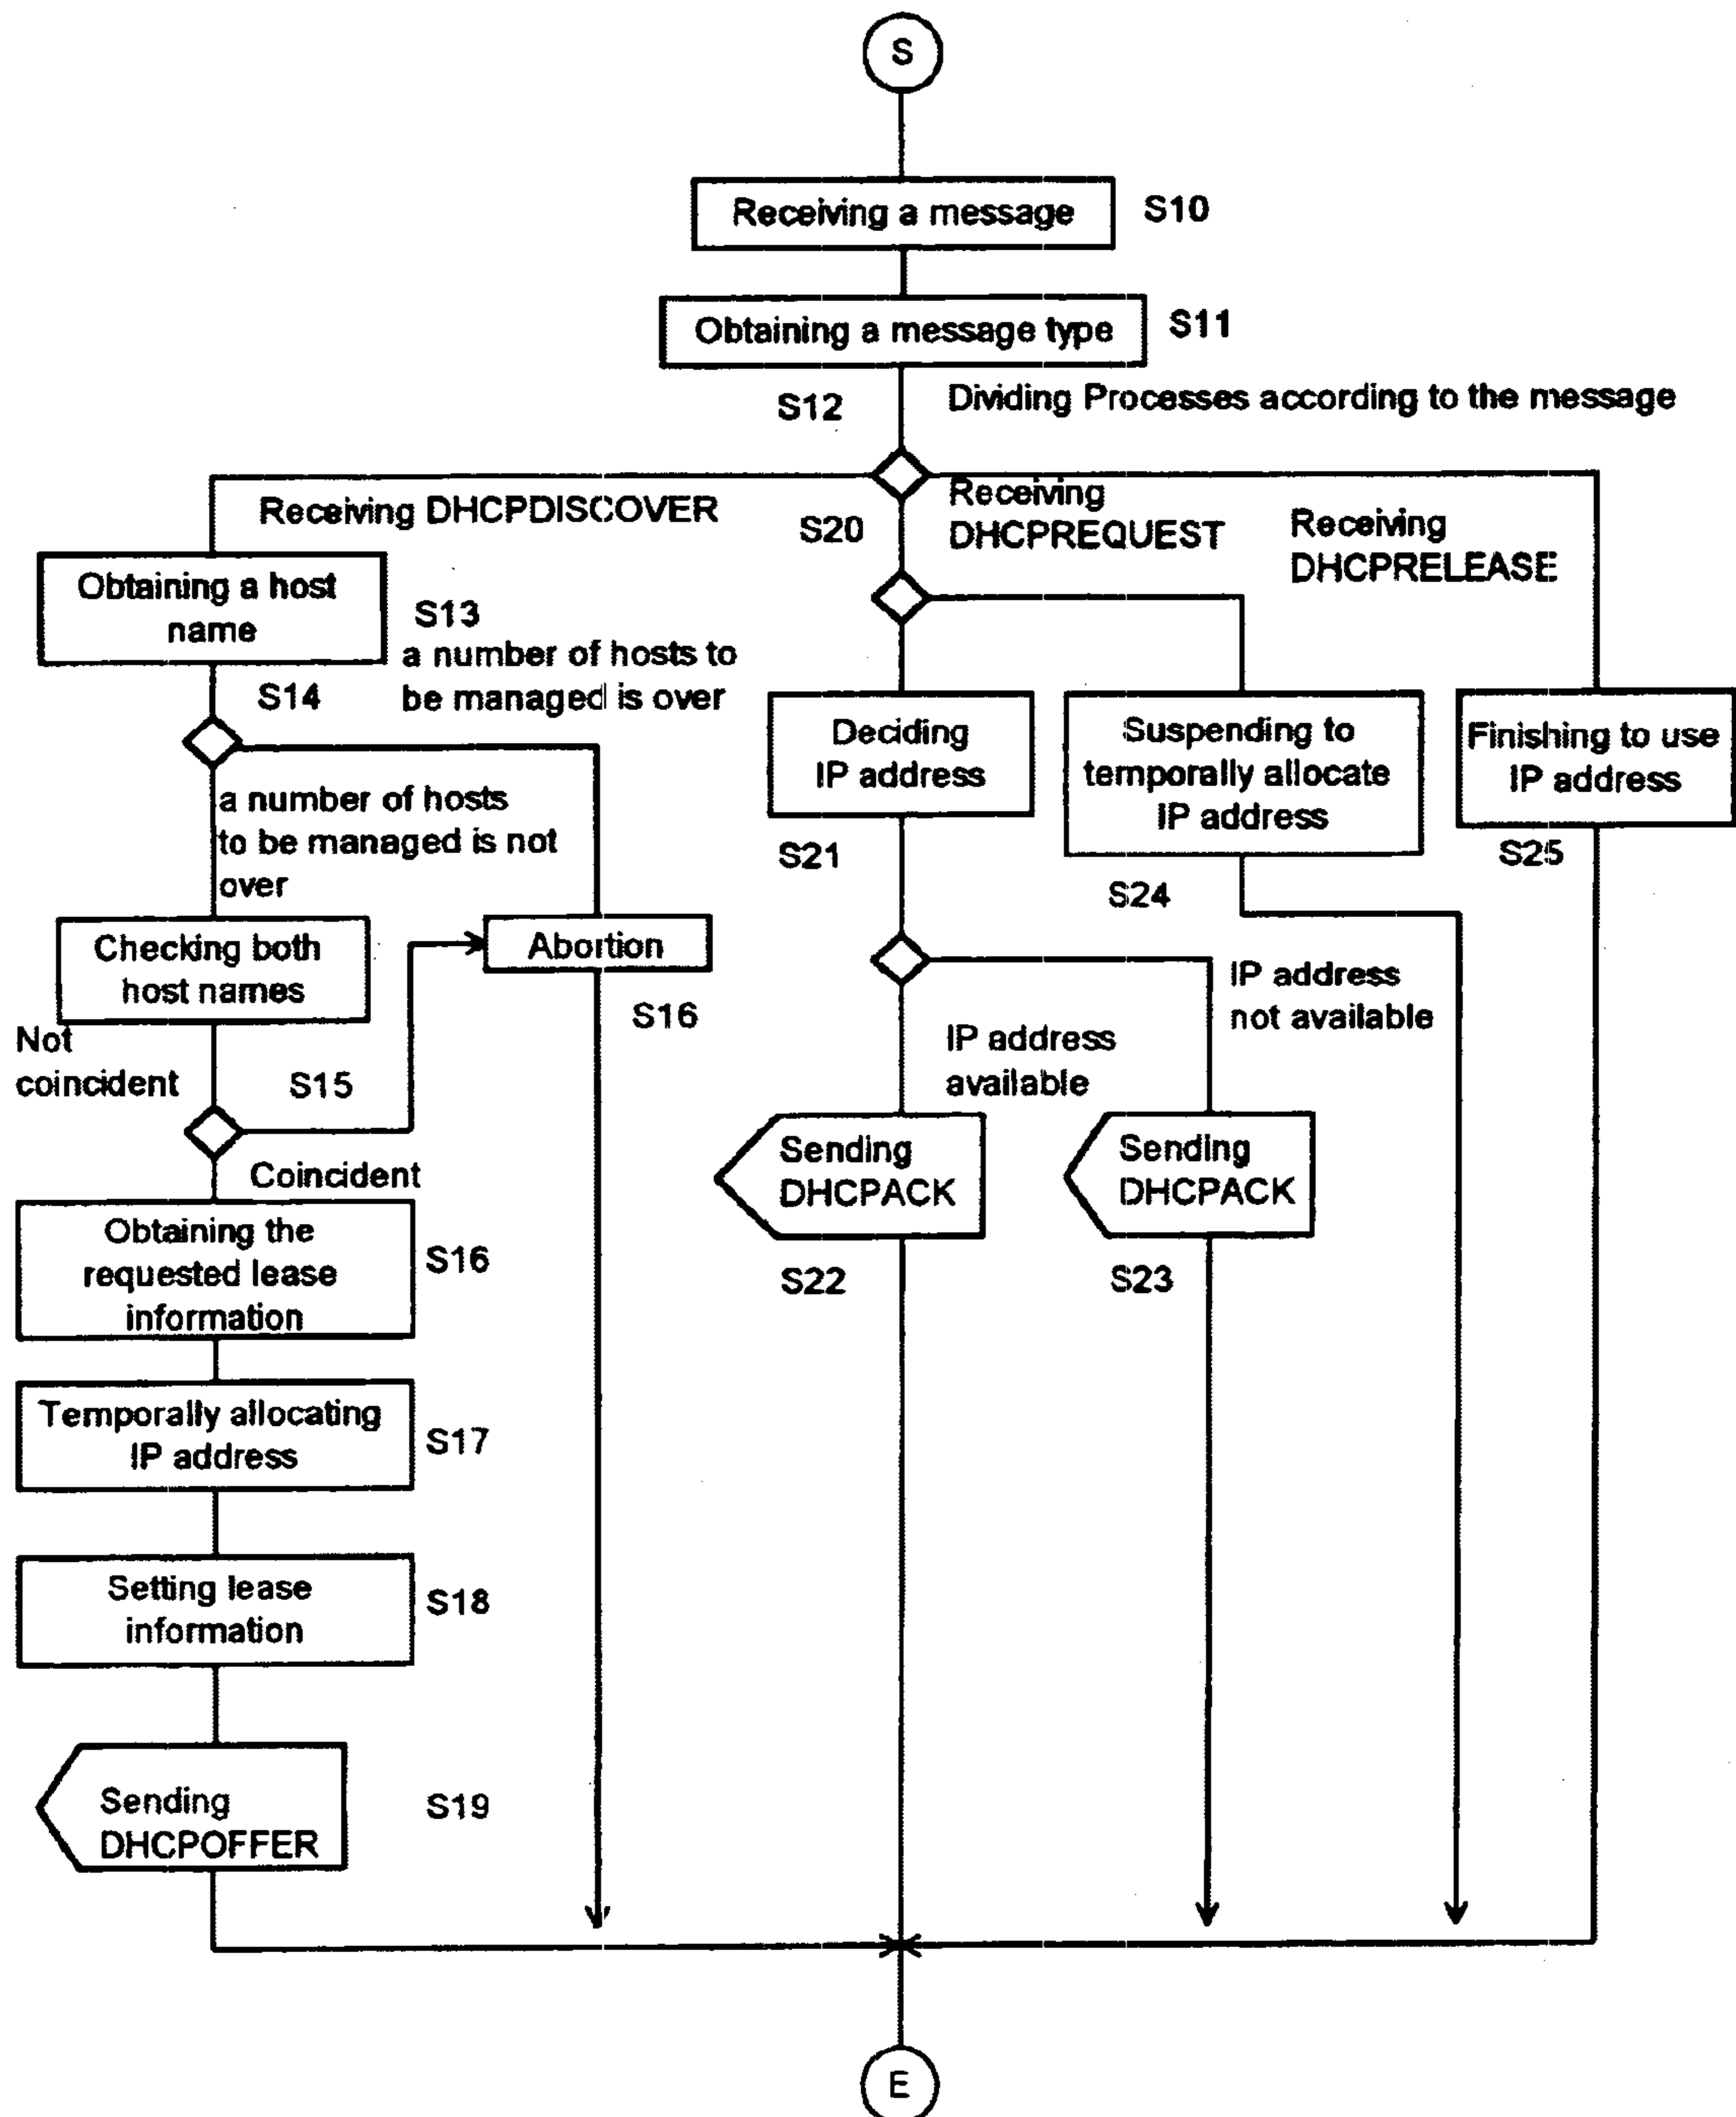 S
Receiving a message
S10
Obtaining a message type
S11
S12
Dividing Processes according to the message
Receiving DHCPDISCOVER
S20
Receiving
DHCPREQUEST
Receiving
DHCPRELEASE
Obtaining a host
name
S13
a number of hosts to
be managed is over
S14
a number of hosts
to be managed is not
over
Checking both
host names
Abortion
S16
Not
coincident
S15
Coincident
Obtaining the
requested lease
information
S16
Temporally allocating
IP address
S17
Setting lease
information
S18
Sending
DHCPOFFER
S19
Deciding
IP address
S21
Suspending to
temporally allocate
IP address
S24
Finishing to use
IP address
S25
IP address
available
IP address
not available
Sending
DHCPACK
S22
Sending
DHCPACK
S23
E